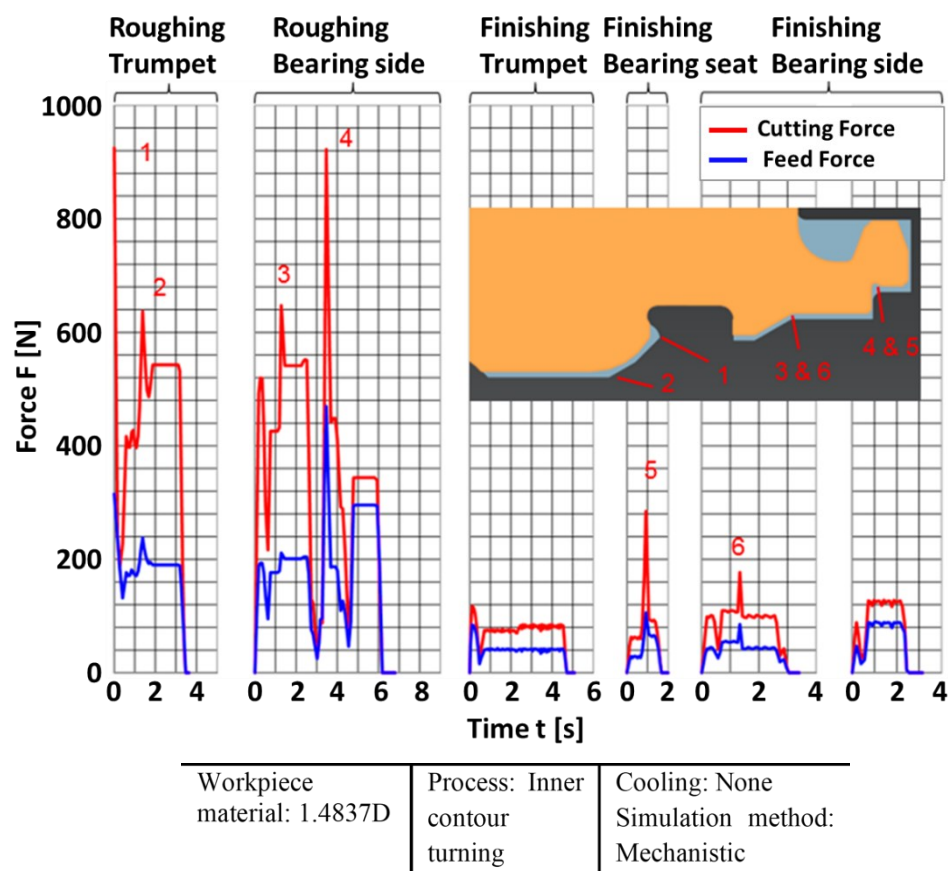 Roughing Trumpet
Roughing Bearing side
Finishing Trumpet
Finishing Bearing seat
Finishing Bearing side
Force F [N]
1000
800
600
400
200
0
Cutting Force
Feed Force
1
2
3
4
5
6
1
2
3 & 6
4 & 5
0 2 4
0 2 4 6 8
0 2 4 6
0 2
0 2 4
0 2 4
Time t [s]
Workpiece
material: 1.4837D
Process: Inner
contour
turning
Cooling: None
Simulation method:
Mechanistic